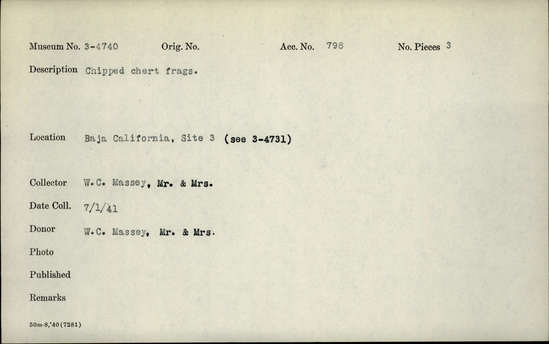 Museum No. 3-4740 Orig. No. Acc. No. 798 No. Pieces 3
Description Chipped chert frags.
Location Baja California, Site 3 (see 3-4731)
Collector W.C. Massey, Mr. & Mrs.
Date Coll. 7/1/41
Donor W.C. Massey, Mr. & Mrs.
Photo
Published
Remarks
50m-8,'40(7281)